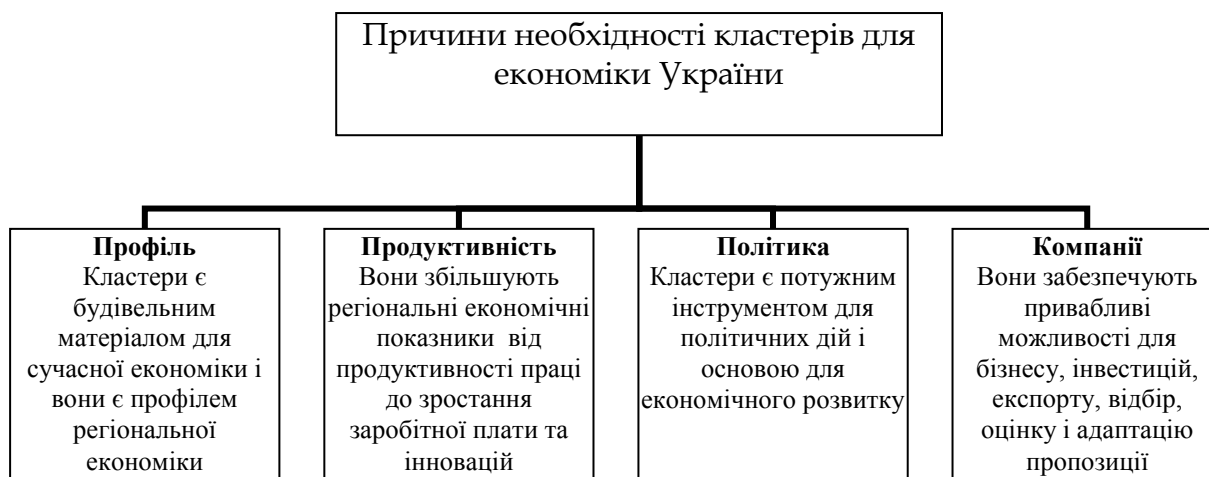 Причини необхідності кластерів для
економіки України
Профіль
Кластери є
будівельним
матеріалом для
сучасної економіки і
вони є профілем
регіональної
економіки
Продуктивність
Вони збільшують
регіональні економічні
показники від
продуктивності праці
до зростання
заробітної плати та
інновацій
Політика
Кластери є потужним
інструментом для
політичних дій і
основою для
економічного розвитку
Компанії
Вони забезпечують
привабливі
можливості для
бізнесу, інвестицій,
експорту, відбір,
оцінку і адаптацію
пропозиції